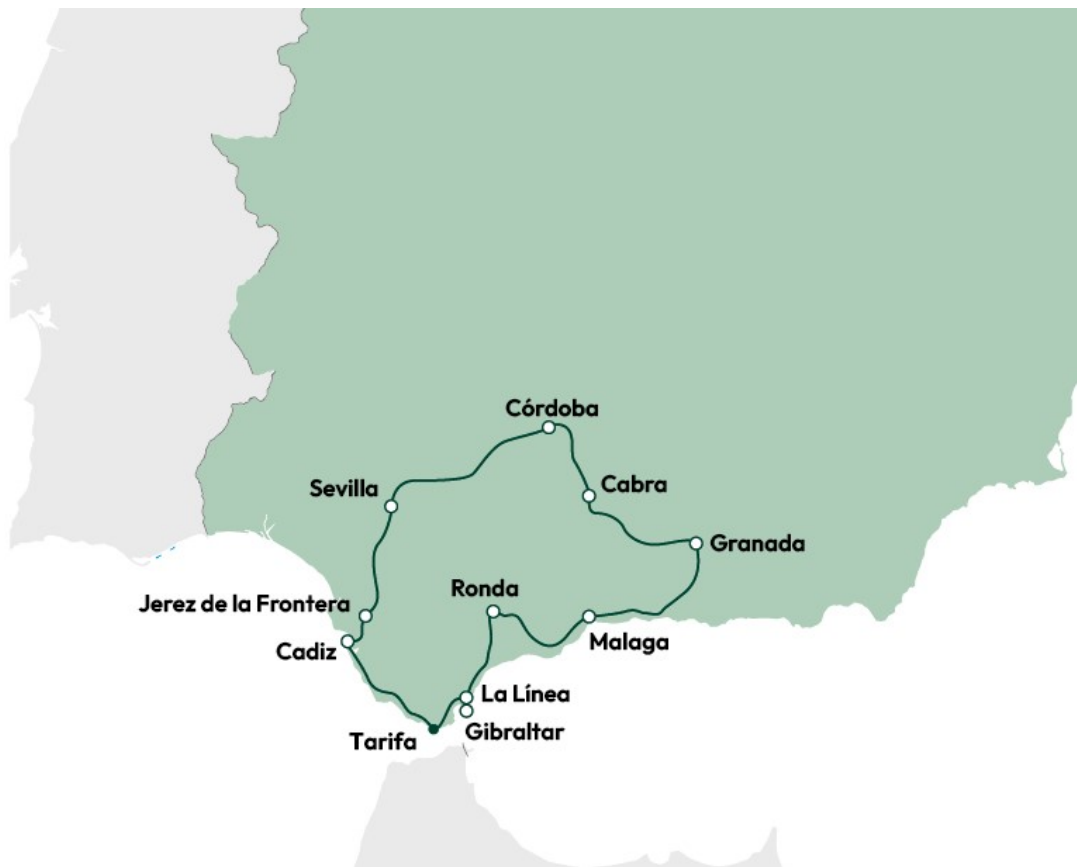 Córdoba
Sevilla
Cabra
Granada
Ronda
Jerez de la Frontera
Malaga
Cadiz
La Línea
Gibraltar
Tarifa